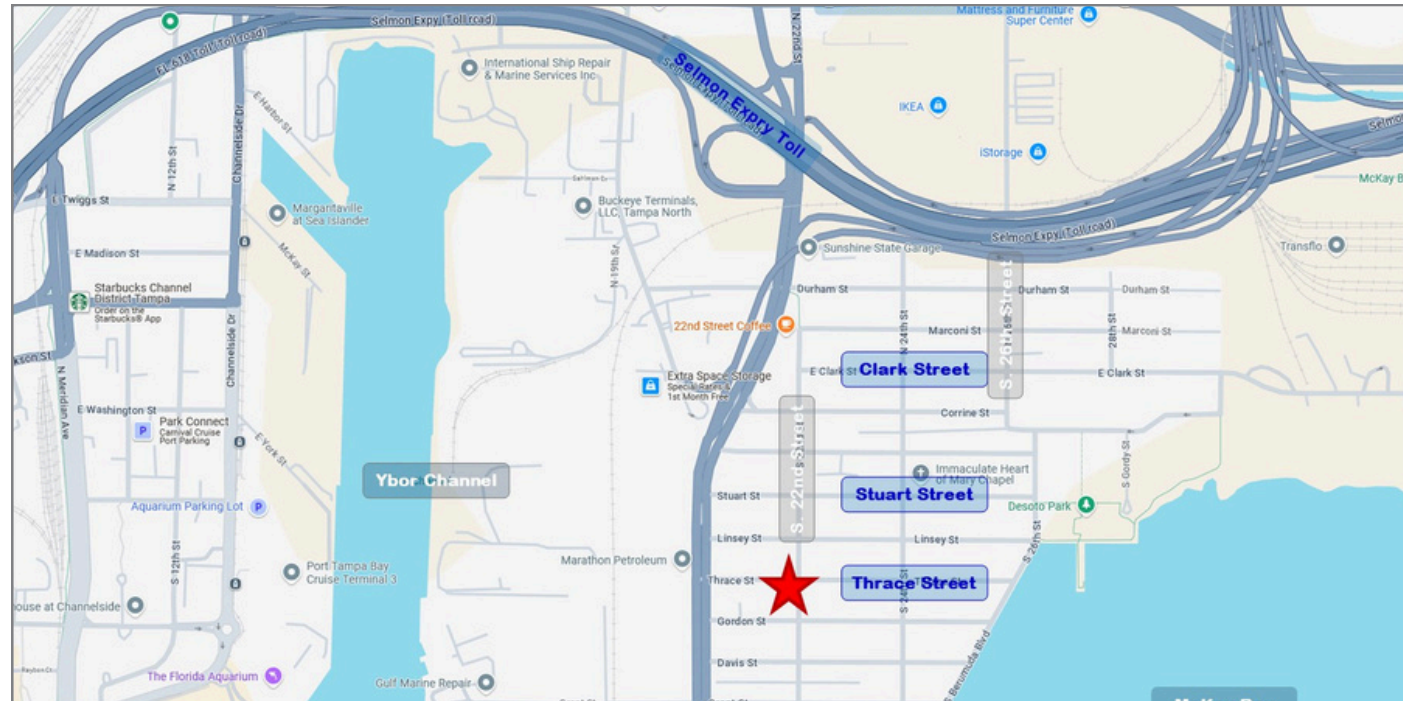 Selmon Expy (Toll road)
N 22nd St
Mattress and Furniture
Super Center
FL 618 Toll (Toll road)
International Ship Repair
& Marine Services Inc
Selmon Expry Toll
IKEA
iStorage
E Harbor St
N 12th St
Channelside Dr
McKay B
E Twiggs St
Margaritaville
at Sea Islander
Buckeye Terminals,
LLC, Tampa North
Selmon Expy (Toll road)
E Madison St
McKay St
N 19th St
Sunshine State Garage
Transflo
Starbucks Channel
District Tampa
Order on the
Starbucks® App
Durham St
Durham St
Durham St
S. 26th Street
22nd Street Coffee
Marconi St
N 24th St
28th St
Marconi St
kson St
N Meridian Ave
Channelside Dr
Extra Space Storage
Special Rates &
1st Month Free
E Clark St
Clark Street
E Clark St
E Washington St
Park Connect
Carnival Cruise
Port Parking
Corrine St
E York St
S. 22nd Street
S Gordy St
Ybor Channel
Immaculate Heart
of Mary Chapel
Stuart St
Stuart Street
Aquarium Parking Lot
Desoto Park
Linsey St
Linsey St
S 12th St
Marathon Petroleum
S 26th St
Port Tampa Bay
Cruise Terminal 3
Thrace St
Thrace Street
S 24th St
ouse at Channelside
Gordon St
Davis St
S Berumuda Blvd
The Florida Aquarium
Gulf Marine Repair